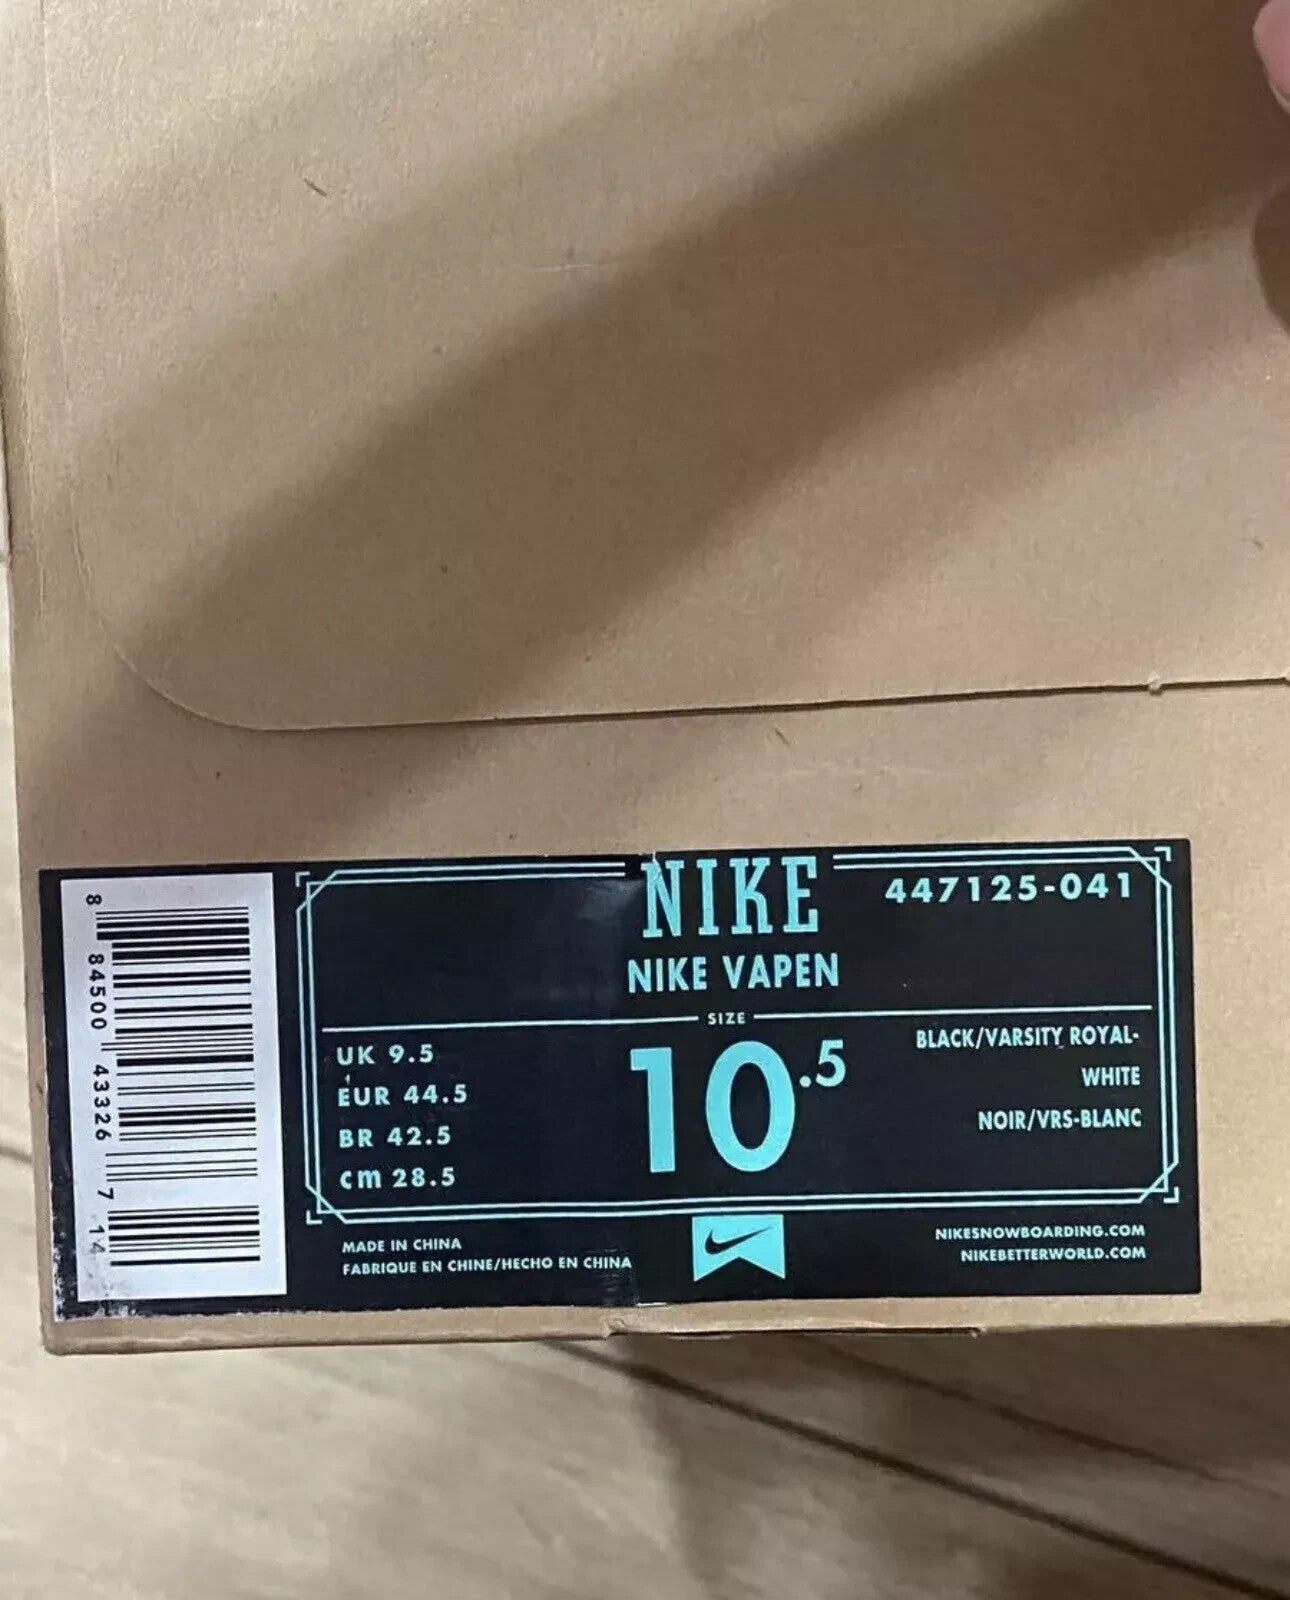 NIKE
447125-041
NIKE VAPEN
SIZE
10.5
UK 9.5
EUR 44.5
BR 42.5
cm 28.5
BLACK/VARSITY ROYAL-
WHITE
NOIR/VRS-BLANC
MADE IN CHINA
FABRIQUE EN CHINE/HECHO EN CHINA
NIKESNOWBOARDING.COM
NIKEBETTERWORLD.COM
8 84500 43326 7 14